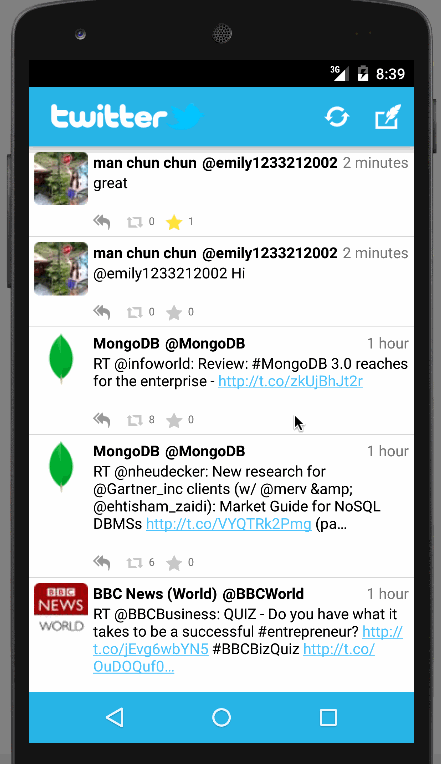 3G 8:39
twitter
man chun chun @emily1233212002 2 minutes
great
0 1
man chun chun @emily1233212002 2 minutes
@emily1233212002 Hi
0 0
MongoDB @MongoDB 1 hour
RT @infoworld: Review: #MongoDB 3.0 reaches
for the enterprise - http://t.co/zkUjBhJt2r
8 0
MongoDB @MongoDB 1 hour
RT @nheudecker: New research for
@Gartner_inc clients (w/ @merv &amp;
@ehtisham_zaidi): Market Guide for NoSQL
DBMSs http://t.co/VYQTRk2Pmg (pa…
6 0
BBC NEWS WORLD
BBC News (World) @BBCWorld 1 hour
RT @BBCBusiness: QUIZ - Do you have what it
takes to be a successful #entrepreneur? http://
t.co/jEvg6wbYN5 #BBCBizQuiz http://t.co/
OuDOQuf0…